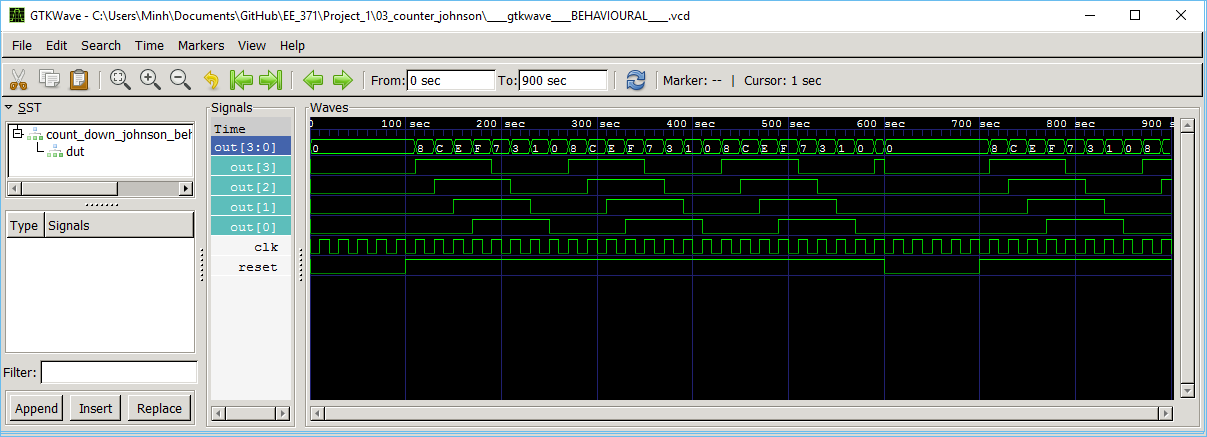 GTKWave - C:\Users\Minh\Documents\GitHub\EE_371\Project_1\03_counter_johnson\___gtkwave___BEHAVIOURAL___.vcd
File Edit Search Time Markers View Help
From: 0 sec To: 900 sec Marker: -- | Cursor: 1 sec
SST
count_down_johnson_beh
dut
Type Signals
Filter:
Append Insert Replace
Signals
Time
out[3:0]
out[3]
out[2]
out[1]
out[0]
clk
reset
Waves
0 100 sec 200 sec 300 sec 400 sec 500 sec 600 sec 700 sec 800 sec 900 s
0 8 C E F 7 3 1 0 8 C E F 7 3 1 0 8 C E F 7 3 1 0 0 8 C E F 7 3 1 0 8